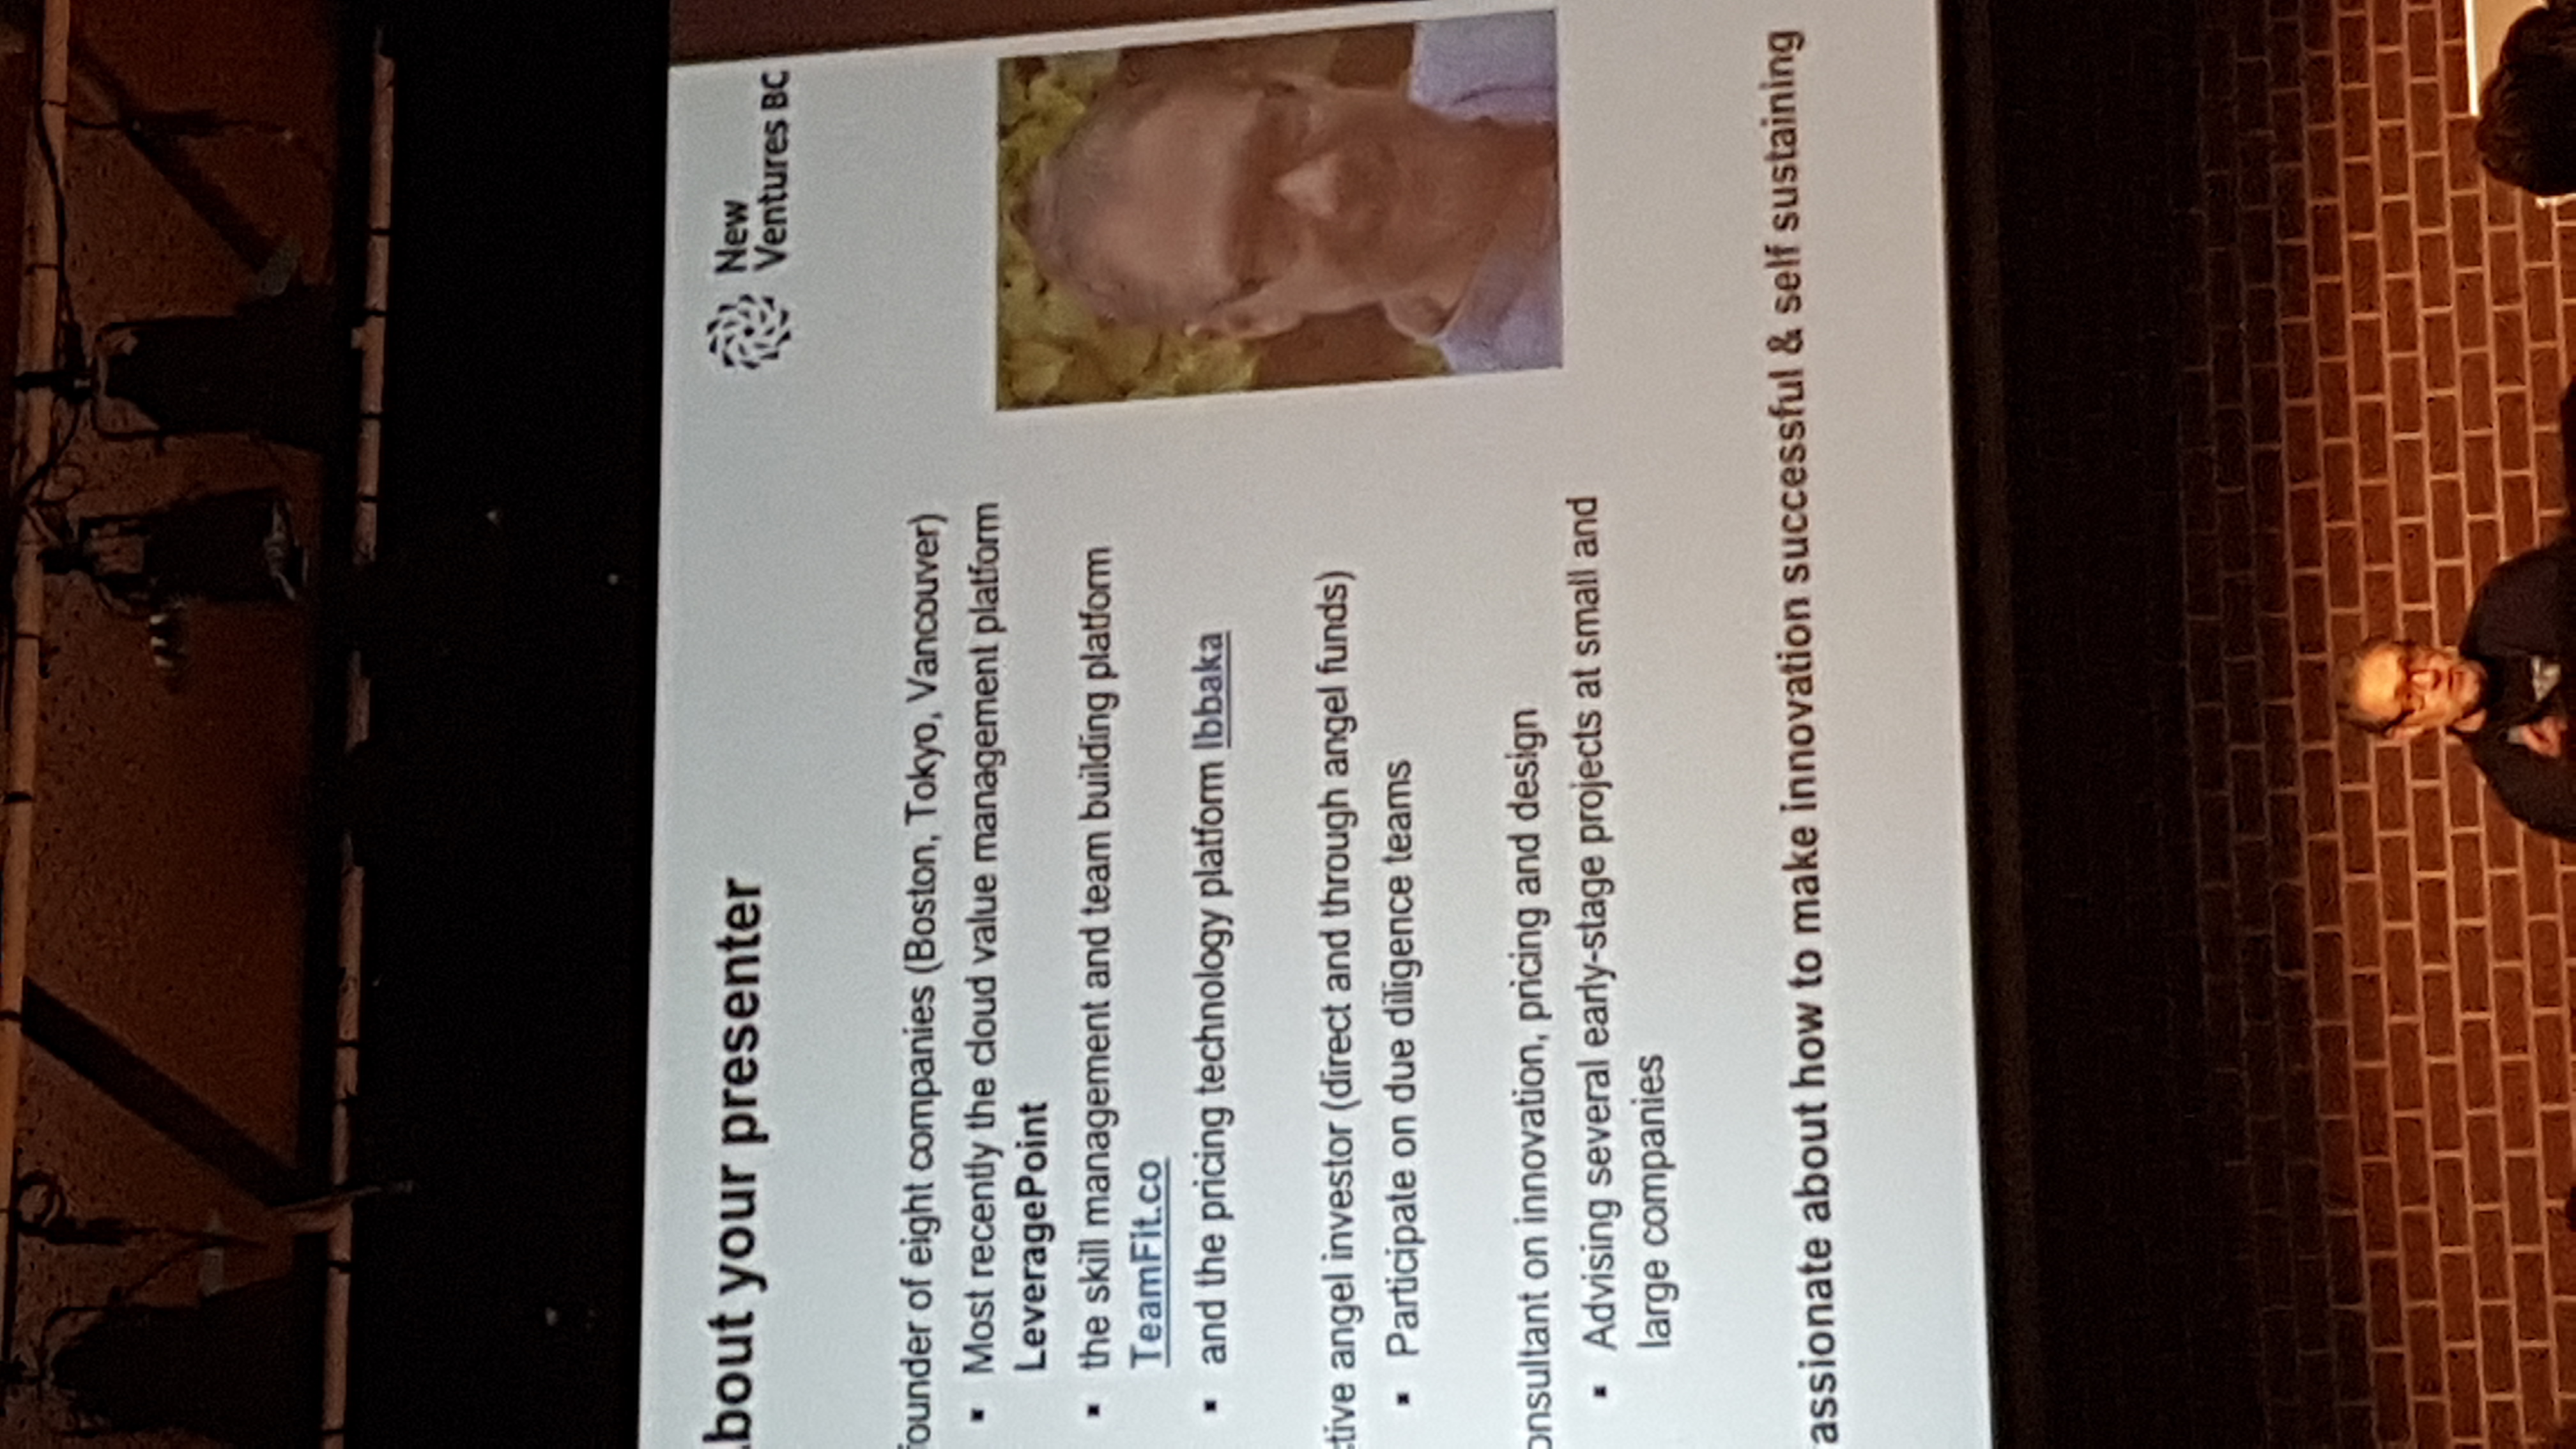 bout your presenter
New
Ventures BC
founder of eight companies (Boston, Tokyo, Vancouver)
▪ Most recently the cloud value management platform
LeveragePoint
▪ the skill management and team building platform
TeamFit.co
▪ and the pricing technology platform Ibbaka
tive angel investor (direct and through angel funds)
▪ Participate on due diligence teams
onsultant on innovation, pricing and design
▪ Advising several early-stage projects at small and
large companies
assionate about how to make innovation successful & self sustaining